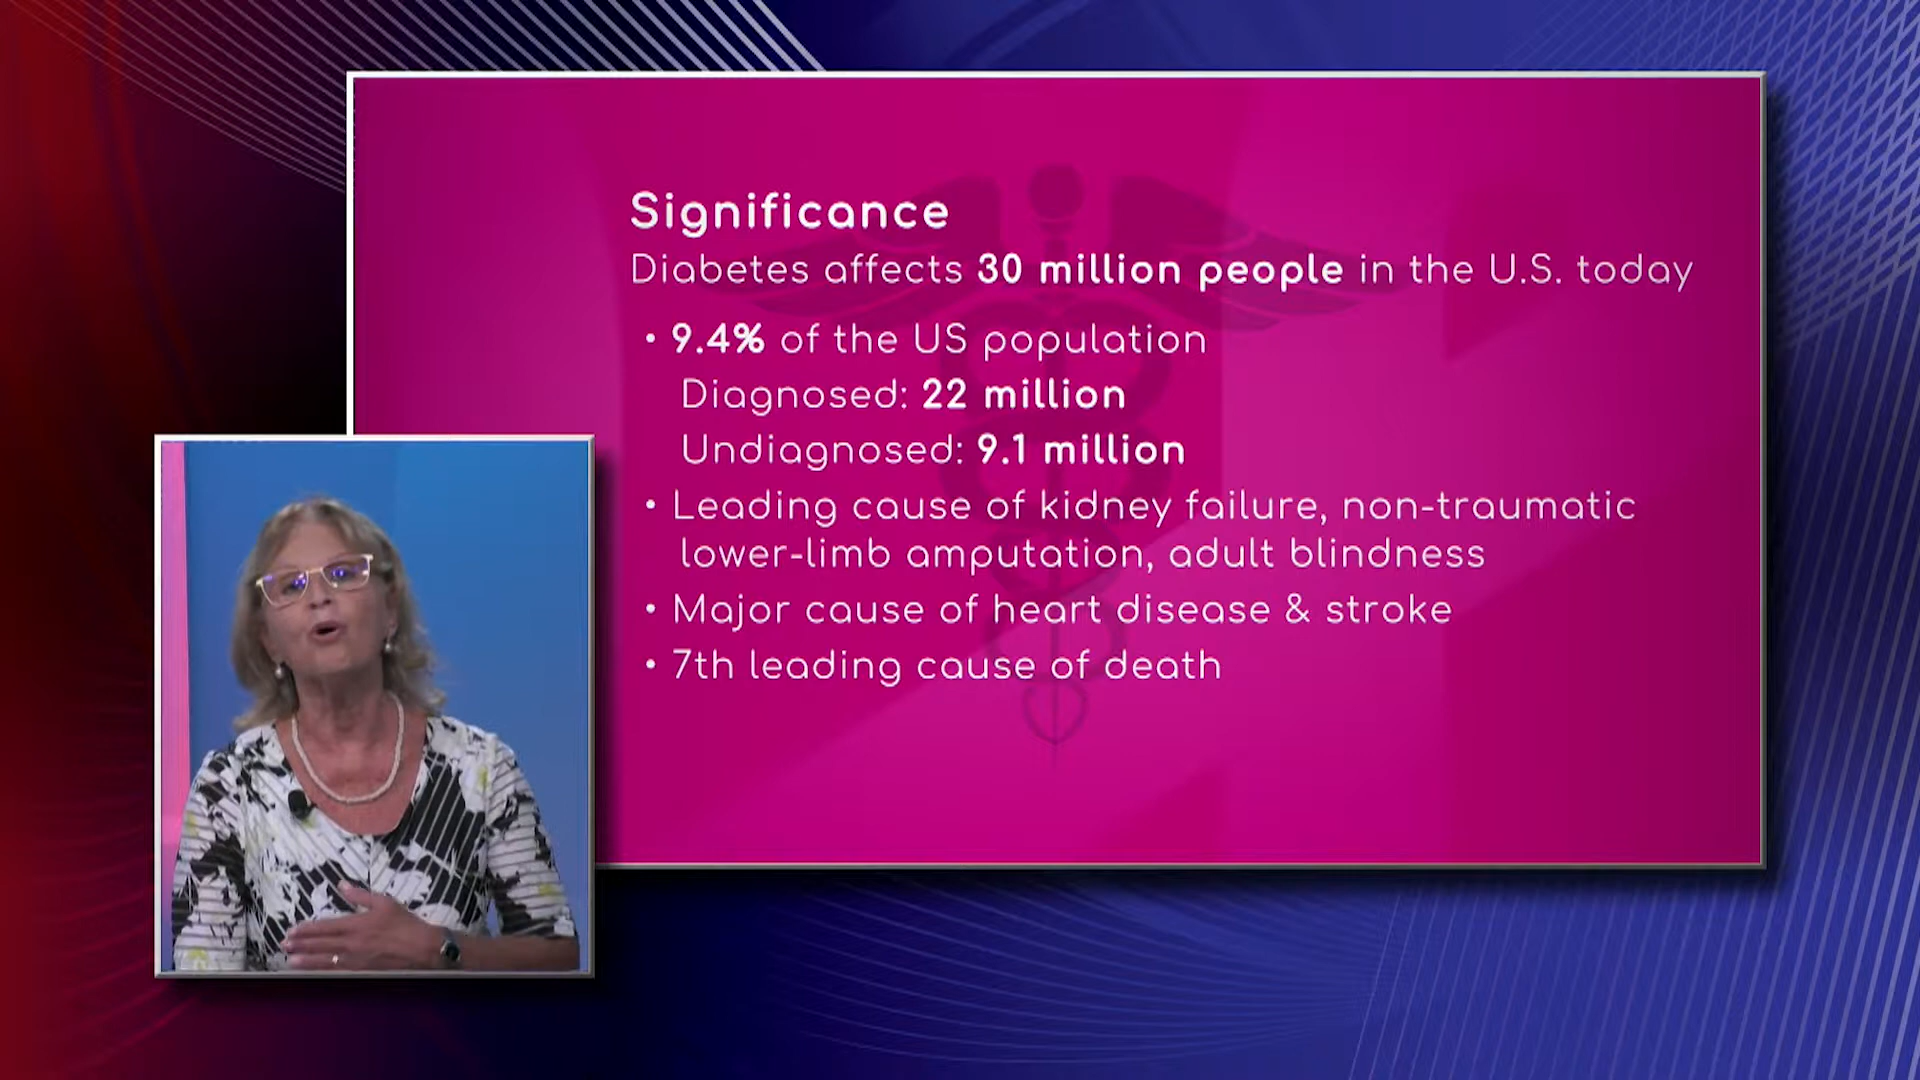 Significance
Diabetes affects 30 million people in the U.S. today
• 9.4% of the US population
Diagnosed: 22 million
Undiagnosed: 9.1 million
• Leading cause of kidney failure, non-traumatic
lower-limb amputation, adult blindness
• Major cause of heart disease & stroke
• 7th leading cause of death